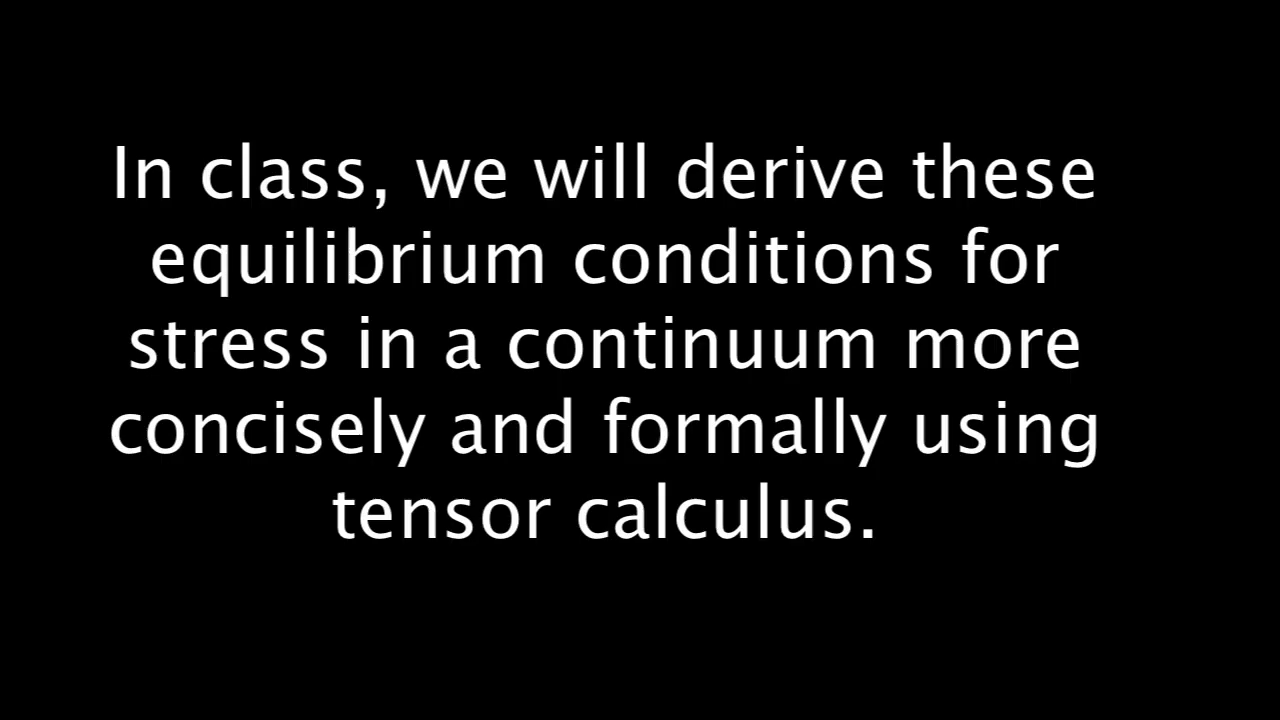 In class, we will derive these
equilibrium conditions for
stress in a continuum more
concisely and formally using
tensor calculus.